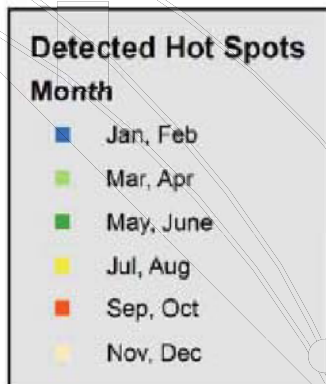 Detected Hot Spots
Month
Jan, Feb
Mar, Apr
May, June
Jul, Aug
Sep, Oct
Nov, Dec